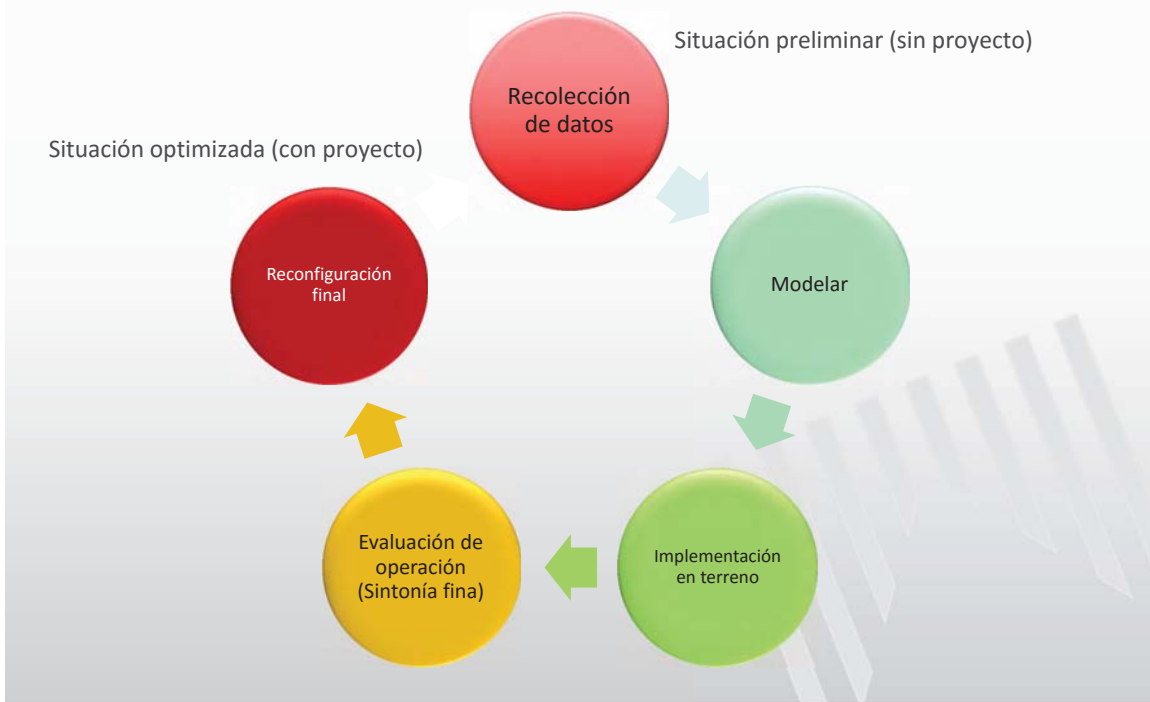 Situación preliminar (sin proyecto)
Recolección
de datos
Situación optimizada (con proyecto)
Reconfiguración
final
Modelar
Evaluación de
operación
(Sintonía fina)
Implementación
en terreno